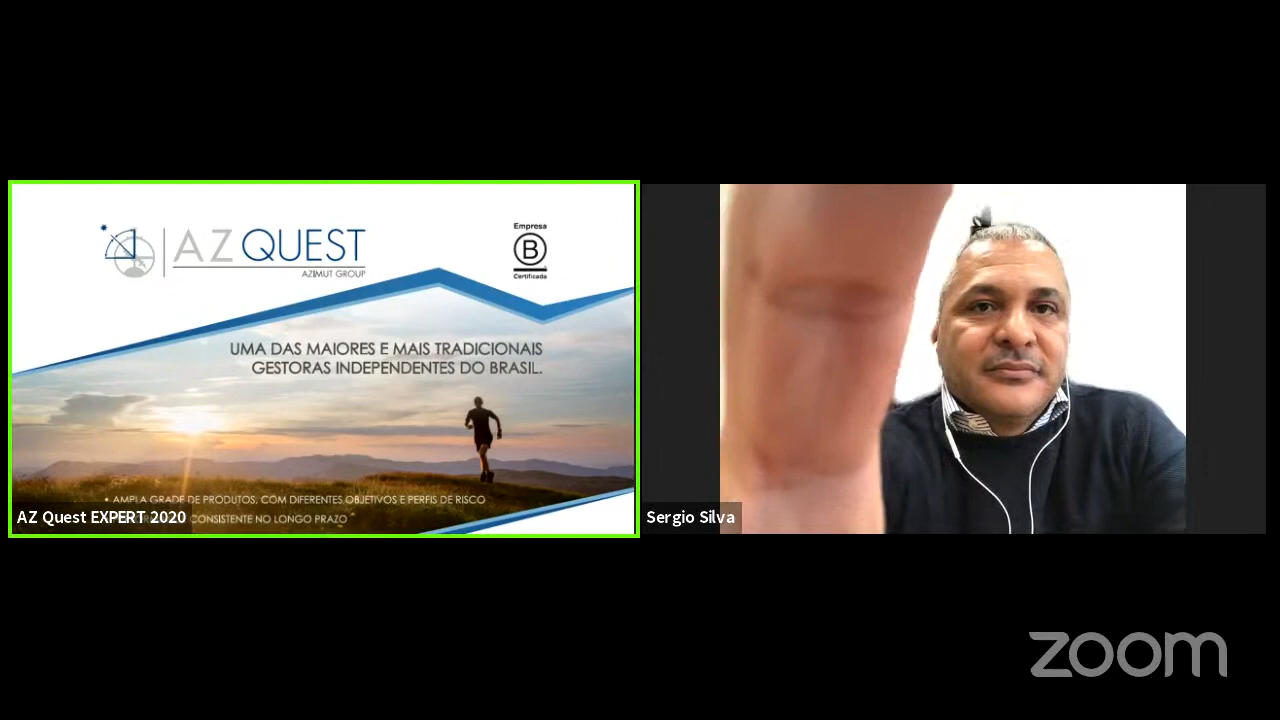 AZ QUEST
AZIMUT GROUP
Empresa
B
Certificada
UMA DAS MAIORES E MAIS TRADICIONAIS
GESTORAS INDEPENDENTES DO BRASIL.
• AMPLA GRADE DE PRODUTOS, COM DIFERENTES OBJETIVOS E PERFIS DE RISCO
CONSISTENTE NO LONGO PRAZO
AZ Quest EXPERT 2020
Sergio Silva
zoom